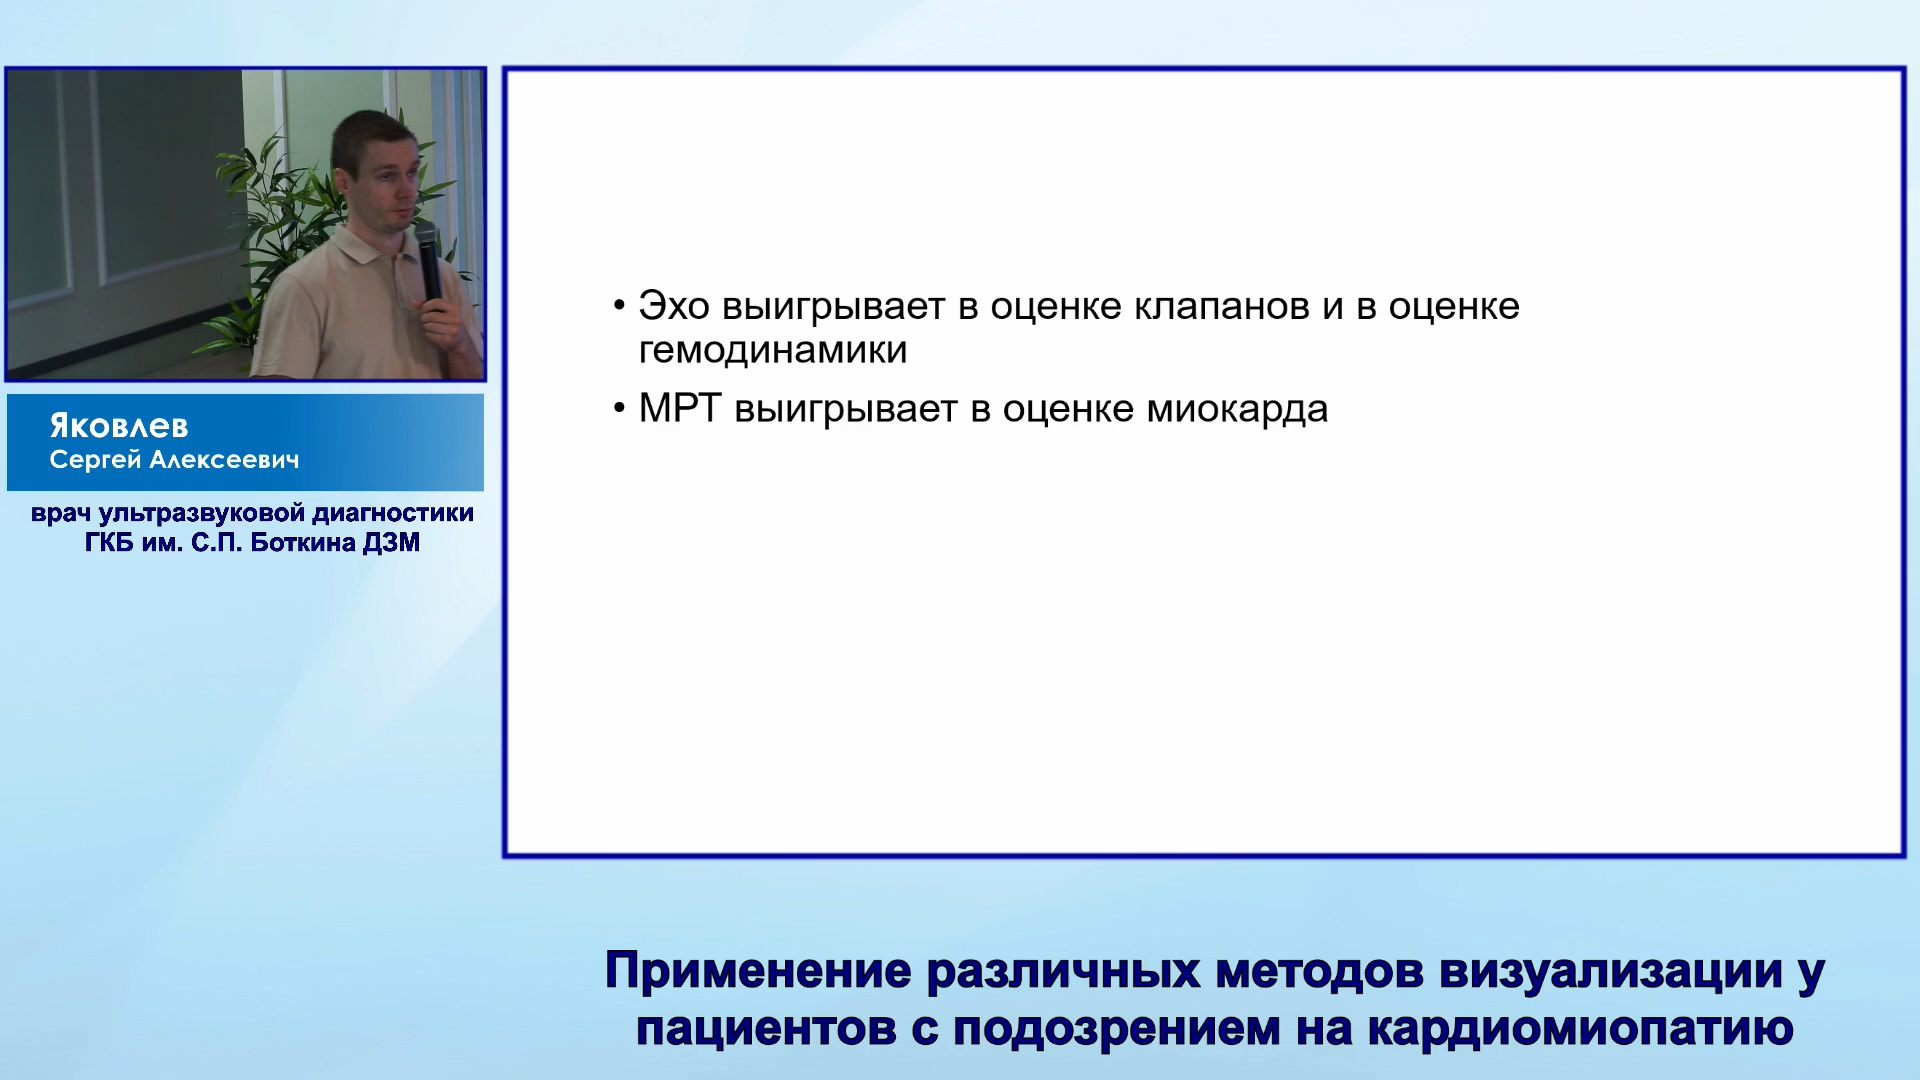 Яковлев
Сергей Алексеевич
врач ультразвуковой диагностики
ГКБ им. С.П. Боткина ДЗМ
• Эхо выигрывает в оценке клапанов и в оценке
гемодинамики
• МРТ выигрывает в оценке миокарда
Применение различных методов визуализации у
пациентов с подозрением на кардиомиопатию